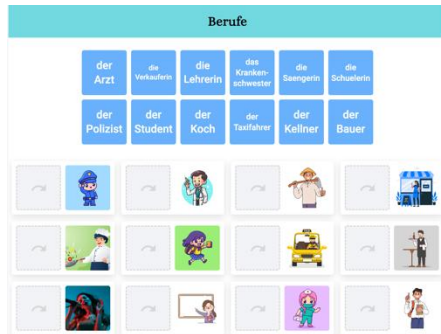 Berufe
der Arzt
die Verkauferin
die Lehrerin
das Kranken-schwester
die Saengerin
die Schuelerin
der Polizist
der Student
der Koch
der Taxifahrer
der Kellner
der Bauer